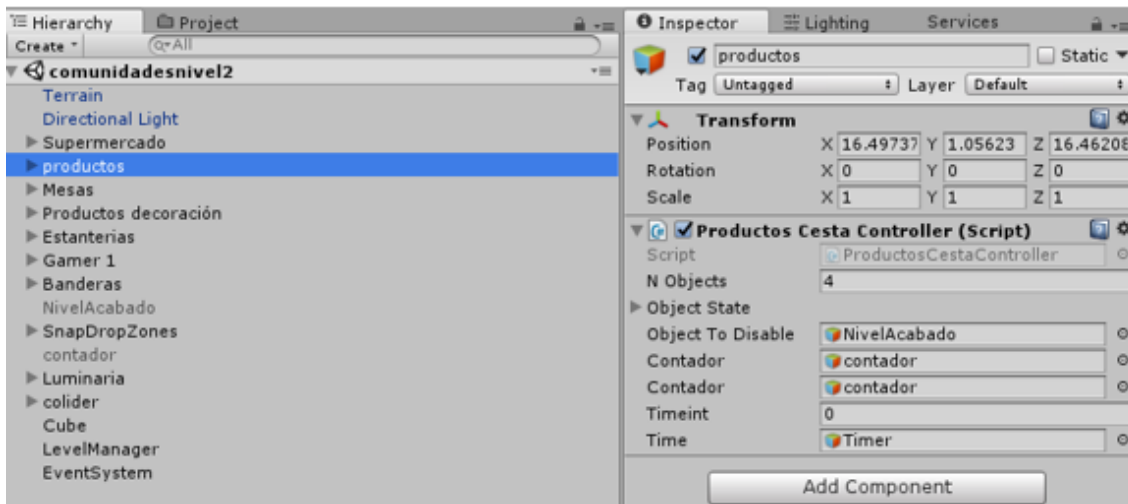 Hierarchy
Project
Create
All
comunidadesnivel2
Terrain
Directional Light
Supermercado
productos
Mesas
Productos decoración
Estanterias
Gamer 1
Banderas
NivelAcabado
SnapDropZones
contador
Luminaria
colider
Cube
LevelManager
EventSystem
Inspector
Lighting
Services
productos
Static
Tag Untagged
Layer Default
Transform
Position X 16.49737 Y 1.05623 Z 16.46208
Rotation X 0 Y 0 Z 0
Scale X 1 Y 1 Z 1
Productos Cesta Controller (Script)
Script ProductosCestaController
N Objects 4
Object State
Object To Disable NivelAcabado
Contador contador
Contador contador
Timeint 0
Time Timer
Add Component